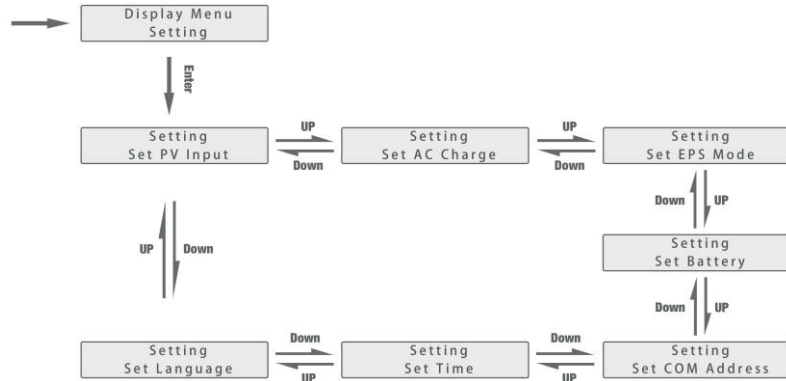 Display Menu
Setting
Enter
Setting
Set PV Input
UP
Down
Setting
Set AC Charge
UP
Down
Setting
Set EPS Mode
Down
UP
Setting
Set Battery
UP
Down
Down
UP
Setting
Set Language
Down
UP
Setting
Set Time
Down
UP
Setting
Set COM Address